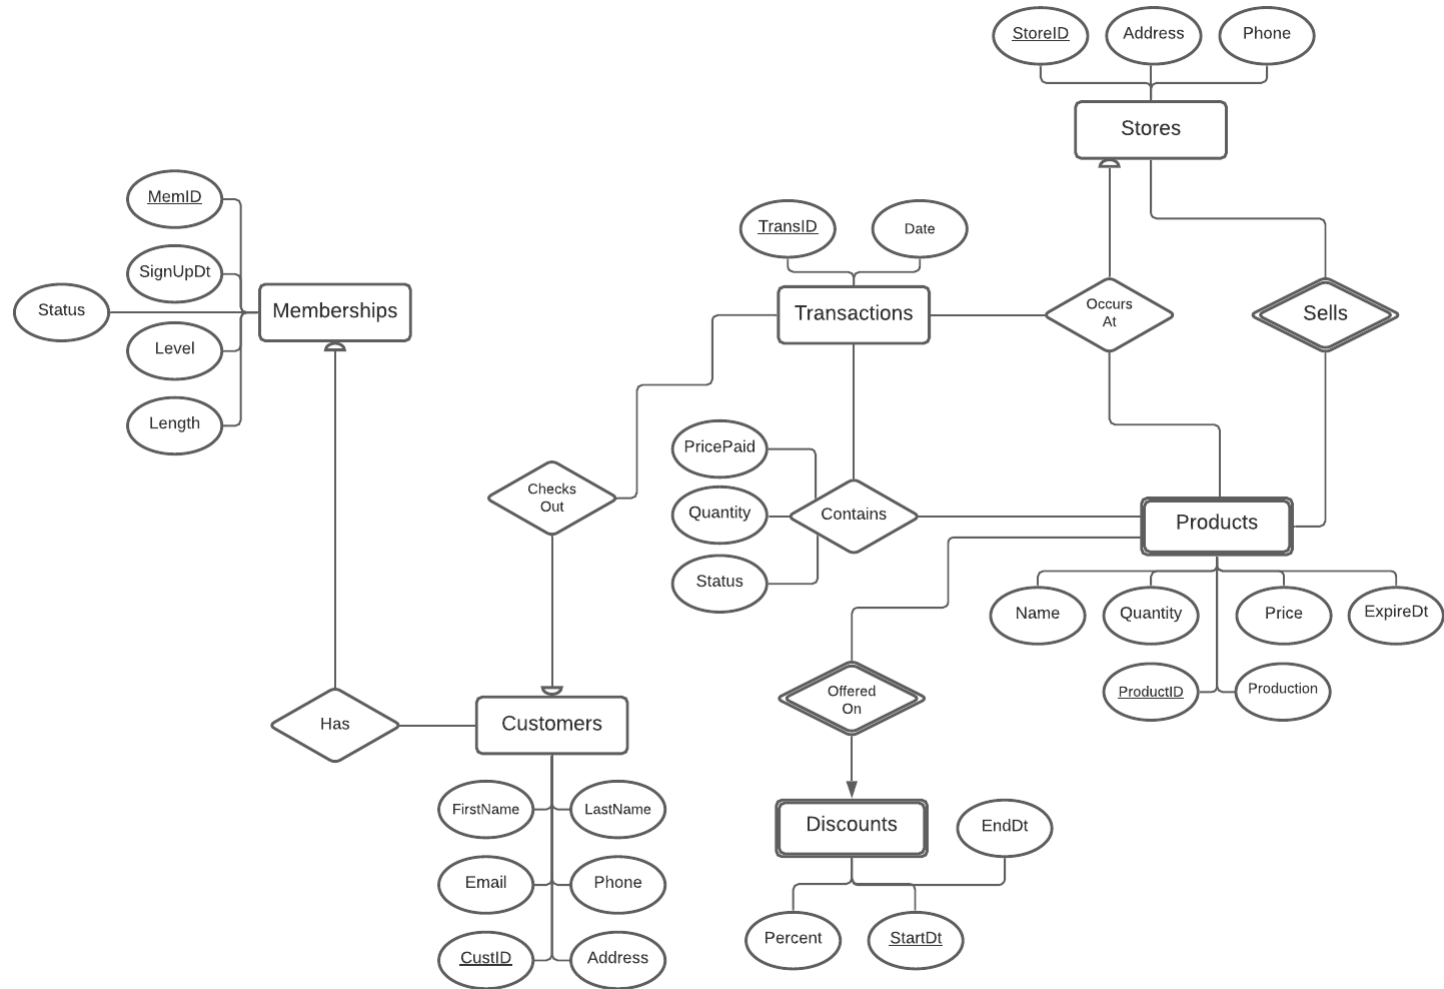 StoreID
Address
Phone
Stores
MemID
SignUpDt
Status
Level
Length
Memberships
TransID
Date
Transactions
Occurs
At
Sells
PricePaid
Quantity
Status
Contains
Checks
Out
Products
Name
Quantity
Price
ExpireDt
ProductID
Production
Offered
On
Has
Customers
FirstName
LastName
Email
Phone
CustID
Address
Discounts
EndDt
Percent
StartDt